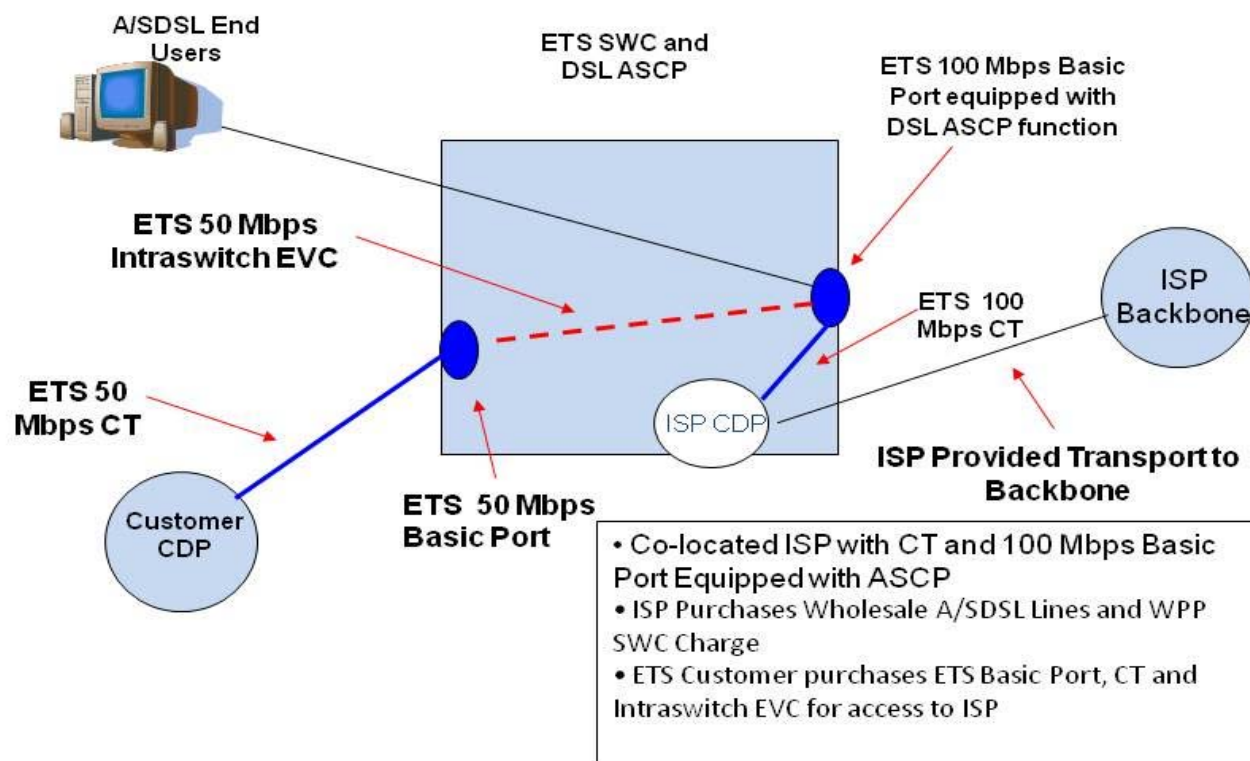 A/SDSL End
Users
ETS SWC and
DSL ASCP
ETS 100 Mbps Basic
Port equipped with
DSL ASCP function
ETS 50 Mbps
Intraswitch EVC
ETS 100
Mbps CT
ISP
Backbone
ETS 50
Mbps CT
ISP CDP
ISP Provided Transport to
Backbone
Customer
CDP
ETS 50 Mbps
Basic Port
• Co-located ISP with CT and 100 Mbps Basic
Port Equipped with ASCP
• ISP Purchases Wholesale A/SDSL Lines and WPP
SWC Charge
• ETS Customer purchases ETS Basic Port, CT and
Intraswitch EVC for access to ISP